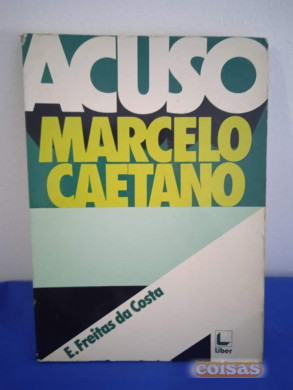 ACUSO
MARCELO
CAETANO
E. Freitas da Costa
L
Liber
coisas